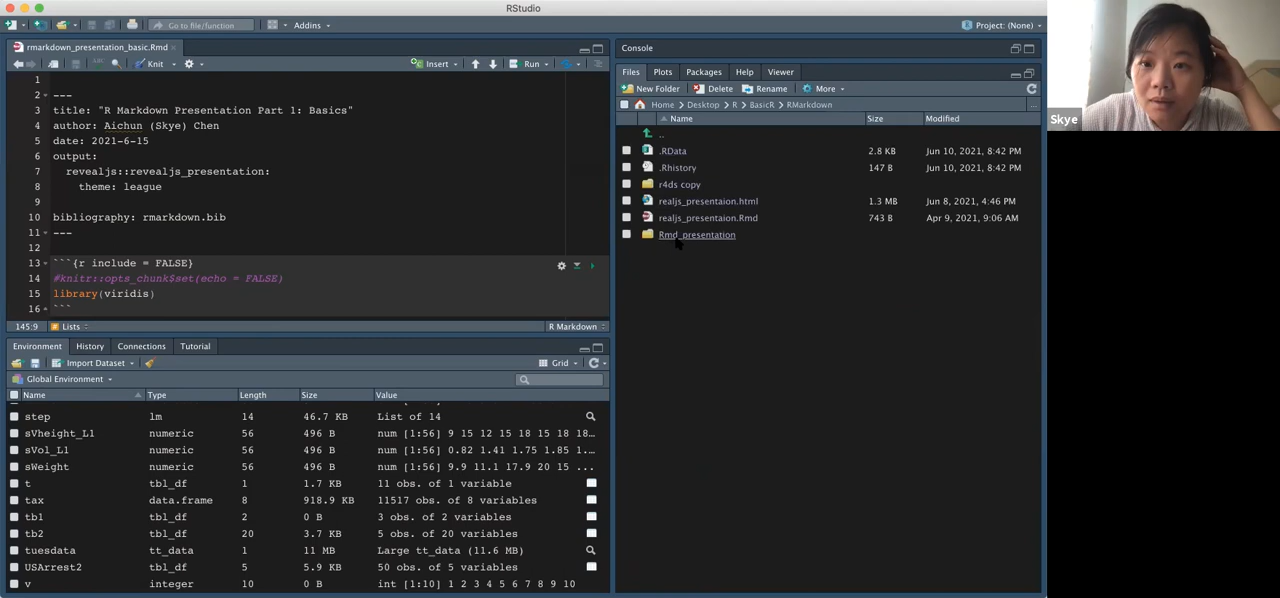 RStudio
Go to file/function Addins Project: (None)
rmarkdown_presentation_basic.Rmd
Knit Insert Run
1
2 ---
3 title: "R Markdown Presentation Part 1: Basics"
4 author: Aichun (Skye) Chen
5 date: 2021-6-15
6 output:
7 revealjs::revealjs_presentation:
8 theme: league
9
10 bibliography: rmarkdown.bib
11 ---
12
13 ```{r include = FALSE}
14 #knitr::opts_chunk$set(echo = FALSE)
15 library(viridis)
16 ```
145:9 Lists R Markdown
Environment History Connections Tutorial
Import Dataset Grid
Global Environment
Name Type Length Size Value
step lm 14 46.7 KB List of 14
sVheight_L1 numeric 56 496 B num [1:56] 9 15 12 15 18 15 18 18…
sVol_L1 numeric 56 496 B num [1:56] 0.82 1.41 1.75 1.85 1.…
sWeight numeric 56 496 B num [1:56] 9.9 11.1 17.9 20 15 ...
t tbl_df 1 1.7 KB 11 obs. of 1 variable
tax data.frame 8 918.9 KB 11517 obs. of 8 variables
tb1 tbl_df 2 0 B 3 obs. of 2 variables
tb2 tbl_df 20 3.7 KB 5 obs. of 20 variables
tuesdata tt_data 1 11 MB Large tt_data (11.6 MB)
USArrest2 tbl_df 5 5.9 KB 50 obs. of 5 variables
v integer 10 0 B int [1:10] 1 2 3 4 5 6 7 8 9 10
Console
Files Plots Packages Help Viewer
New Folder Delete Rename More
Home Desktop R BasicR RMarkdown ...
Name Size Modified
..
.RData 2.8 KB Jun 10, 2021, 8:42 PM
.Rhistory 147 B Jun 10, 2021, 8:42 PM
r4ds copy
realjs_presentaion.html 1.3 MB Jun 8, 2021, 4:46 PM
realjs_presentaion.Rmd 743 B Apr 9, 2021, 9:06 AM
Rmd_presentation
Skye